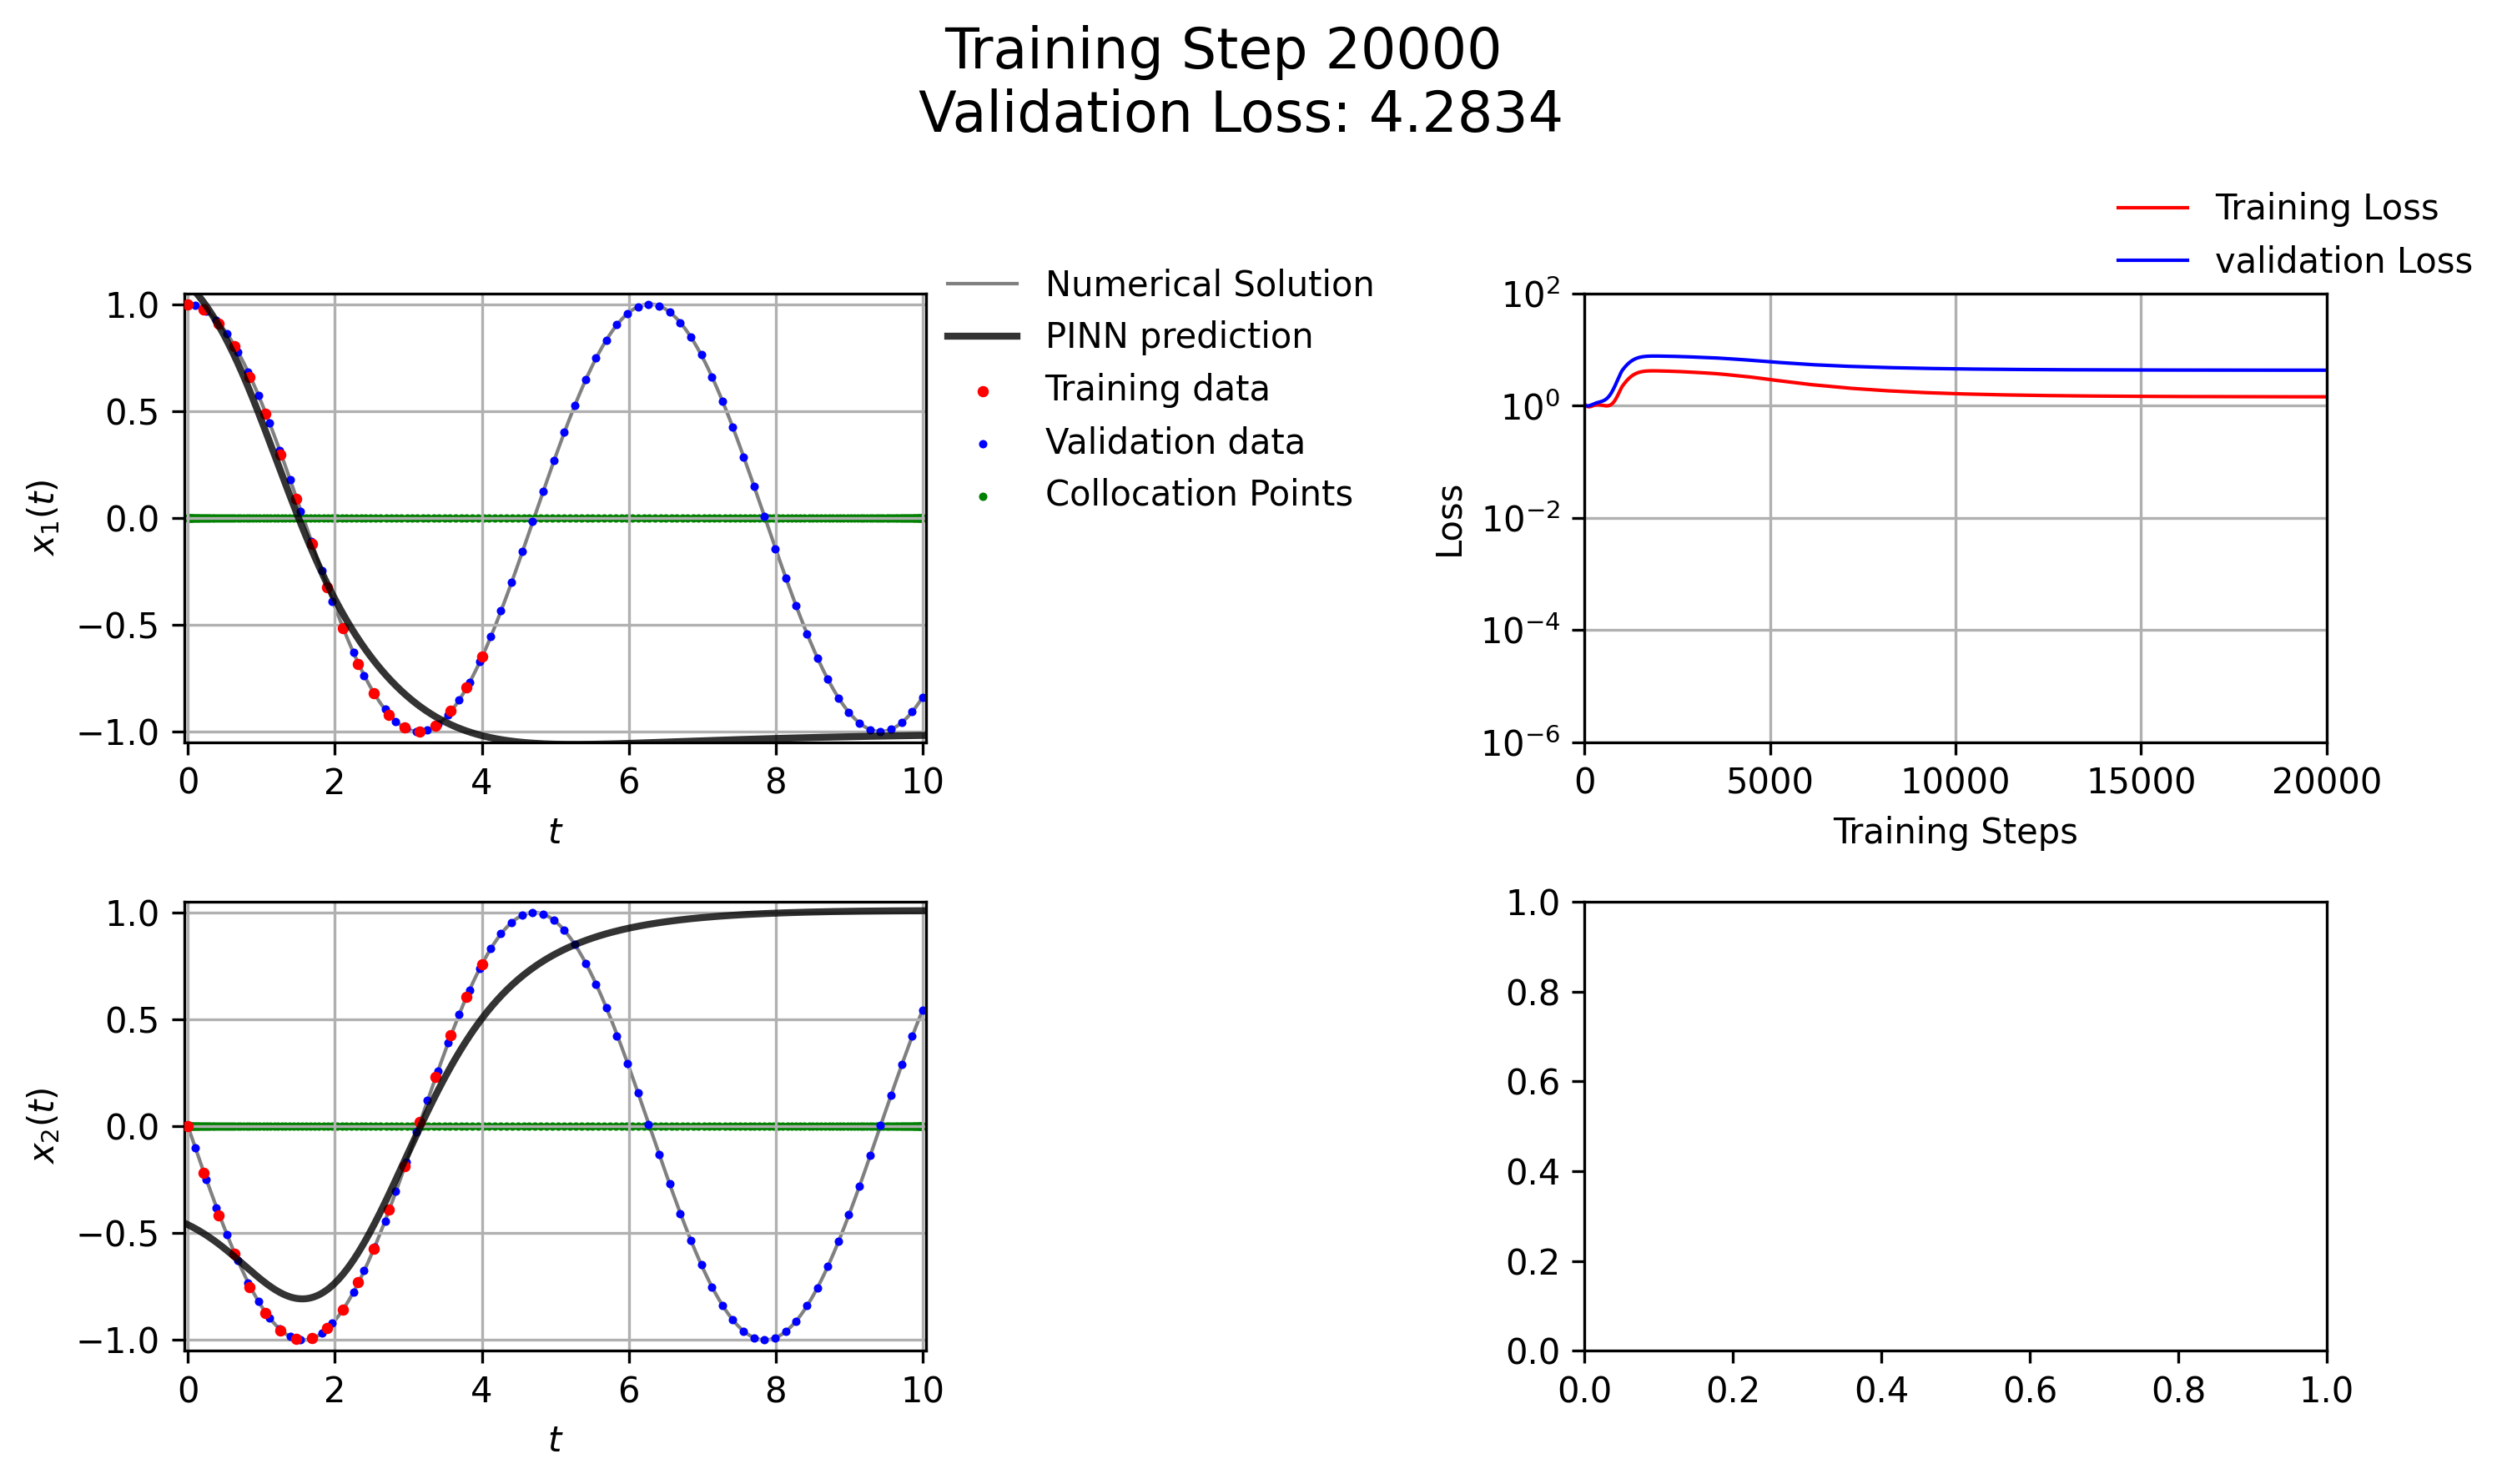 Training Step 20000
Validation Loss: 4.2834
1.0
0.5
0.0
−0.5
−1.0
x₁(t)
0 2 4 6 8 10
t
Numerical Solution
PINN prediction
Training data
Validation data
Collocation Points
Training Loss
validation Loss
10²
10⁰
10⁻²
10⁻⁴
10⁻⁶
Loss
0 5000 10000 15000 20000
Training Steps
1.0
0.5
0.0
−0.5
−1.0
x₂(t)
0 2 4 6 8 10
t
1.0
0.8
0.6
0.4
0.2
0.0
0.0 0.2 0.4 0.6 0.8 1.0